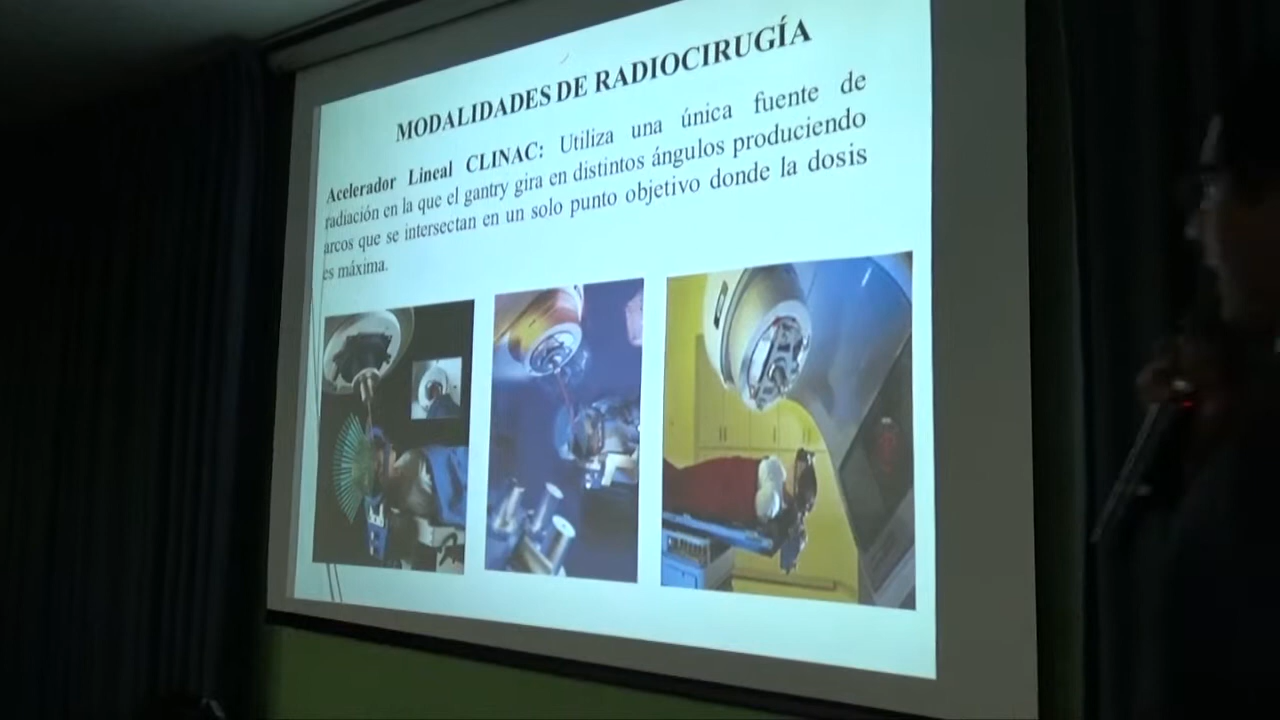 MODALIDADES DE RADIOCIRUGÍA
Acelerador Lineal CLINAC: Utiliza una única fuente de
radiación en la que el gantry gira en distintos ángulos produciendo
arcos que se intersectan en un solo punto objetivo donde la dosis
es máxima.